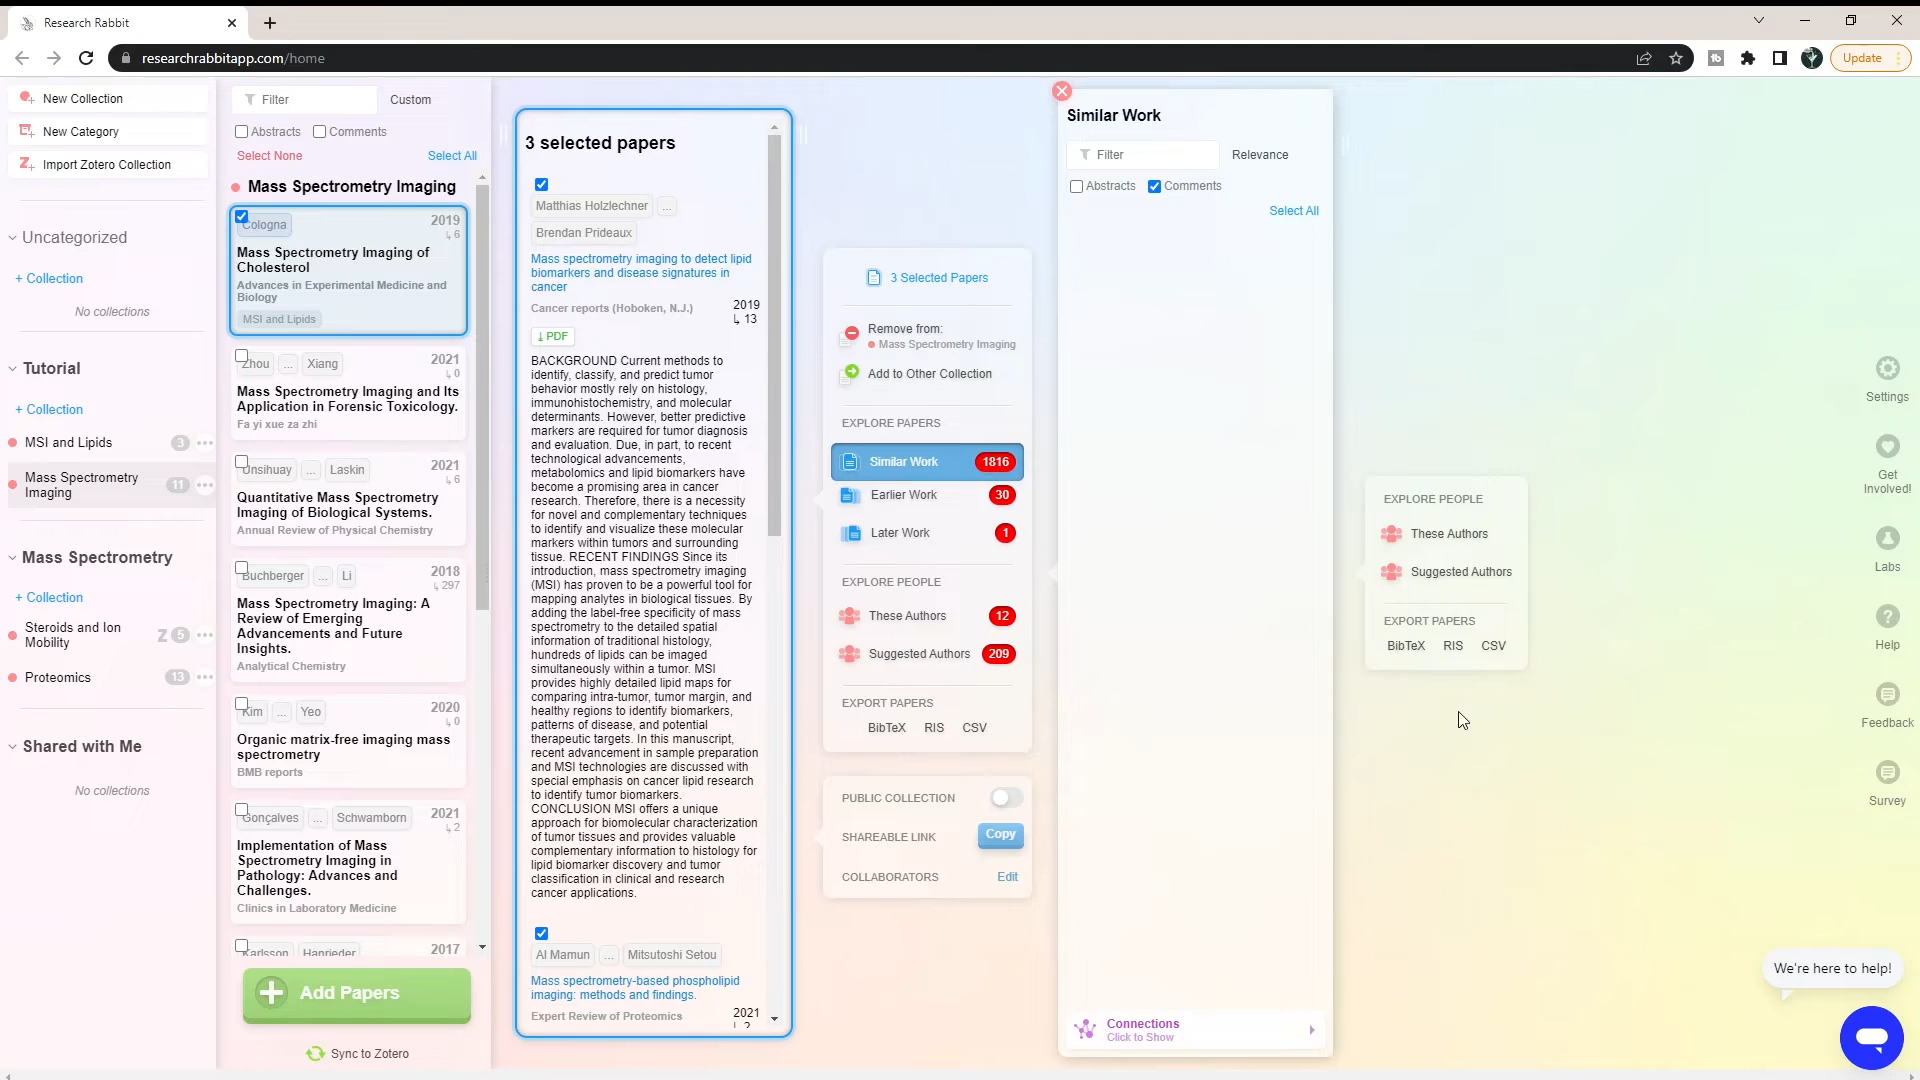 Research Rabbit
researchrabbitapp.com/home
Update
New Collection
New Category
Import Zotero Collection
Uncategorized
+ Collection
No collections
Tutorial
+ Collection
MSI and Lipids 3
Mass Spectrometry
Imaging 11
Mass Spectrometry
+ Collection
Steroids and Ion
Mobility Z 5
Proteomics 13
Shared with Me
No collections
Filter Custom
Abstracts Comments
Select None Select All
Mass Spectrometry Imaging
Cologna 2019
6
Mass Spectrometry Imaging of
Cholesterol
Advances in Experimental Medicine and
Biology
MSI and Lipids
Zhou ... Xiang 2021
0
Mass Spectrometry Imaging and Its
Application in Forensic Toxicology.
Fa yi xue za zhi
Unsihuay ... Laskin 2021
6
Quantitative Mass Spectrometry
Imaging of Biological Systems.
Annual Review of Physical Chemistry
Buchberger ... Li 2018
297
Mass Spectrometry Imaging: A
Review of Emerging
Advancements and Future
Insights.
Analytical Chemistry
Kim ... Yeo 2020
0
Organic matrix-free imaging mass
spectrometry
BMB reports
Gonçalves ... Schwamborn 2021
2
Implementation of Mass
Spectrometry Imaging in
Pathology: Advances and
Challenges.
Clinics in Laboratory Medicine
Karlsson Hanrieder 2017
Add Papers
Sync to Zotero
3 selected papers
Matthias Holzlechner ...
Brendan Prideaux
Mass spectrometry imaging to detect lipid
biomarkers and disease signatures in
cancer
Cancer reports (Hoboken, N.J.) 2019
13
PDF
BACKGROUND Current methods to
identify, classify, and predict tumor
behavior mostly rely on histology,
immunohistochemistry, and molecular
determinants. However, better predictive
markers are required for tumor diagnosis
and evaluation. Due, in part, to recent
technological advancements,
metabolomics and lipid biomarkers have
become a promising area in cancer
research. Therefore, there is a necessity
for novel and complementary techniques
to identify and visualize these molecular
markers within tumors and surrounding
tissue. RECENT FINDINGS Since its
introduction, mass spectrometry imaging
(MSI) has proven to be a powerful tool for
mapping analytes in biological tissues. By
adding the label-free specificity of mass
spectrometry to the detailed spatial
information of traditional histology,
hundreds of lipids can be imaged
simultaneously within a tumor. MSI
provides highly detailed lipid maps for
comparing intra-tumor, tumor margin, and
healthy regions to identify biomarkers,
patterns of disease, and potential
therapeutic targets. In this manuscript,
recent advancement in sample preparation
and MSI technologies are discussed with
special emphasis on cancer lipid research
to identify tumor biomarkers.
CONCLUSION MSI offers a unique
approach for biomolecular characterization
of tumor tissues and provides valuable
complementary information to histology for
lipid biomarker discovery and tumor
classification in clinical and research
cancer applications.
Al Mamun ... Mitsutoshi Setou
Mass spectrometry-based phospholipid
imaging: methods and findings.
Expert Review of Proteomics 2021
2
3 Selected Papers
Remove from:
Mass Spectrometry Imaging
Add to Other Collection
EXPLORE PAPERS
Similar Work 1816
Earlier Work 30
Later Work 1
EXPLORE PEOPLE
These Authors 12
Suggested Authors 209
EXPORT PAPERS
BibTeX RIS CSV
PUBLIC COLLECTION
SHAREABLE LINK Copy
COLLABORATORS Edit
Similar Work
Filter Relevance
Abstracts Comments
Select All
Connections
Click to Show
EXPLORE PEOPLE
These Authors
Suggested Authors
EXPORT PAPERS
BibTeX RIS CSV
Settings
Get
Involved!
Labs
Help
Feedback
Survey
We're here to help!